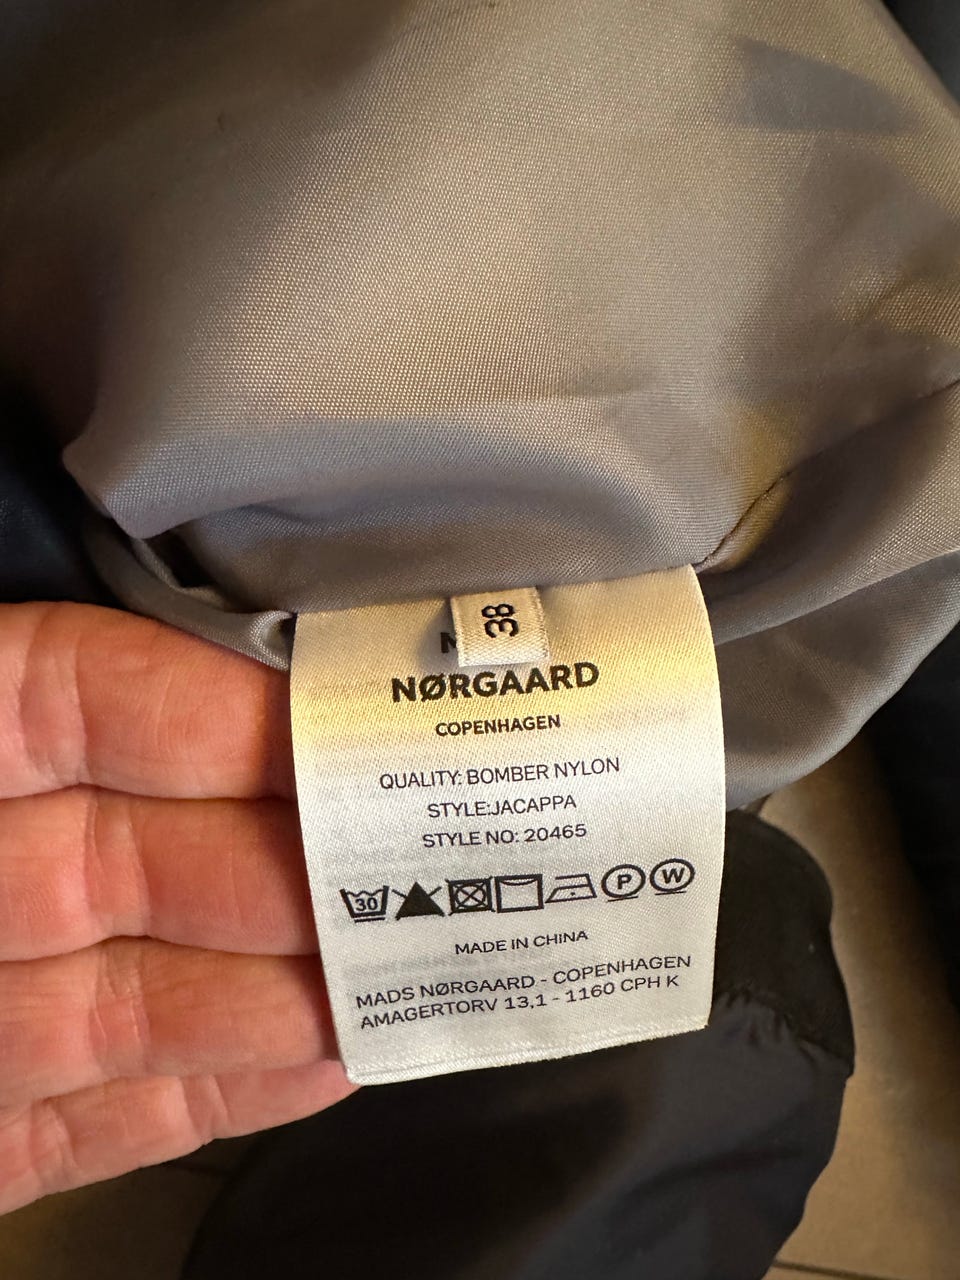 38
NØRGAARD
COPENHAGEN
QUALITY: BOMBER NYLON
STYLE:JACAPPA
STYLE NO: 20465
30 P W
MADE IN CHINA
MADS NØRGAARD - COPENHAGEN
AMAGERTORV 13,1 - 1160 CPH K